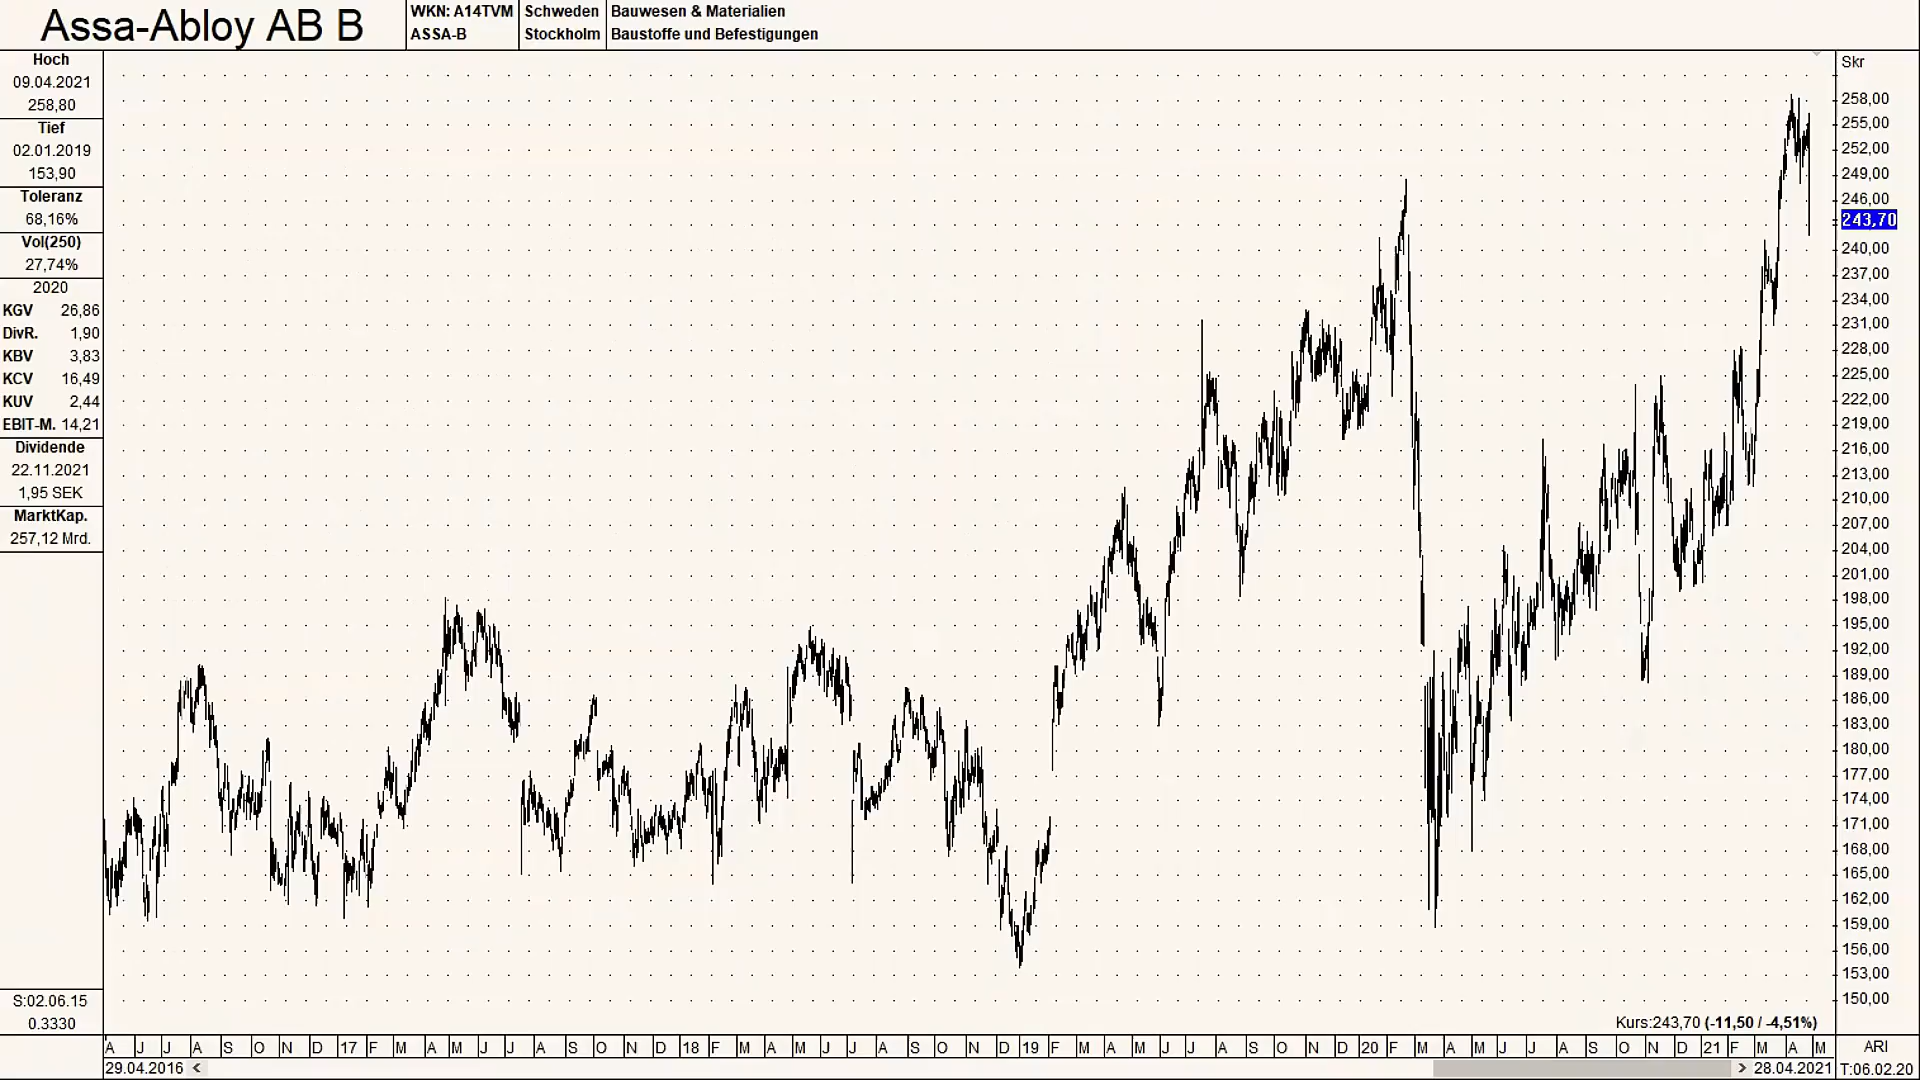 Assa-Abloy AB B
WKN: A14TVM
ASSA-B
Schweden
Stockholm
Bauwesen & Materialien
Baustoffe und Befestigungen
Hoch
09.04.2021
258,80
Tief
02.01.2019
153,90
Toleranz
68,16%
Vol(250)
27,74%
2020
KGV 26,86
DivR. 1,90
KBV 3,83
KCV 16,49
KUV 2,44
EBIT-M. 14,21
Dividende
22.11.2021
1,95 SEK
MarktKap.
257,12 Mrd.
S:02.06.15
0.3330
Skr
258,00
255,00
252,00
249,00
246,00
243,70
240,00
237,00
234,00
231,00
228,00
225,00
222,00
219,00
216,00
213,00
210,00
207,00
204,00
201,00
198,00
195,00
192,00
189,00
186,00
183,00
180,00
177,00
174,00
171,00
168,00
165,00
162,00
159,00
156,00
153,00
150,00
Kurs:243,70 (-11,50 / -4,51%)
A J J A S O N D 17 F M A M J J A S O N D 18 F M A M J J A S O N D 19 F M A M J J A S O N D 20 F M A M J J A S O N D 21 F M A M
ARI
29.04.2016 < > 28.04.2021
T:06.02.20